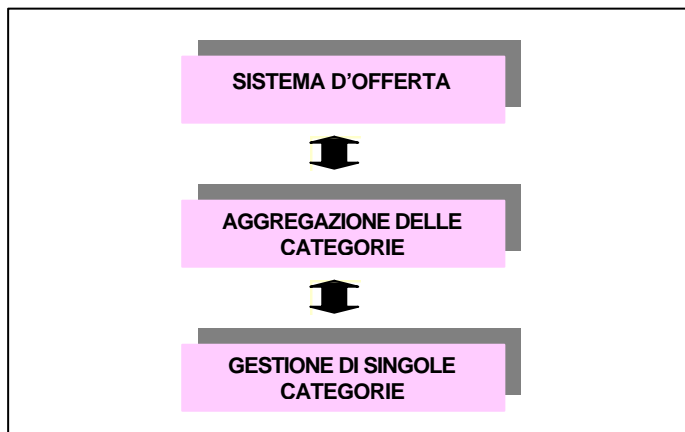 SISTEMA D’OFFERTA
AGGREGAZIONE DELLE
CATEGORIE
GESTIONE DI SINGOLE
CATEGORIE